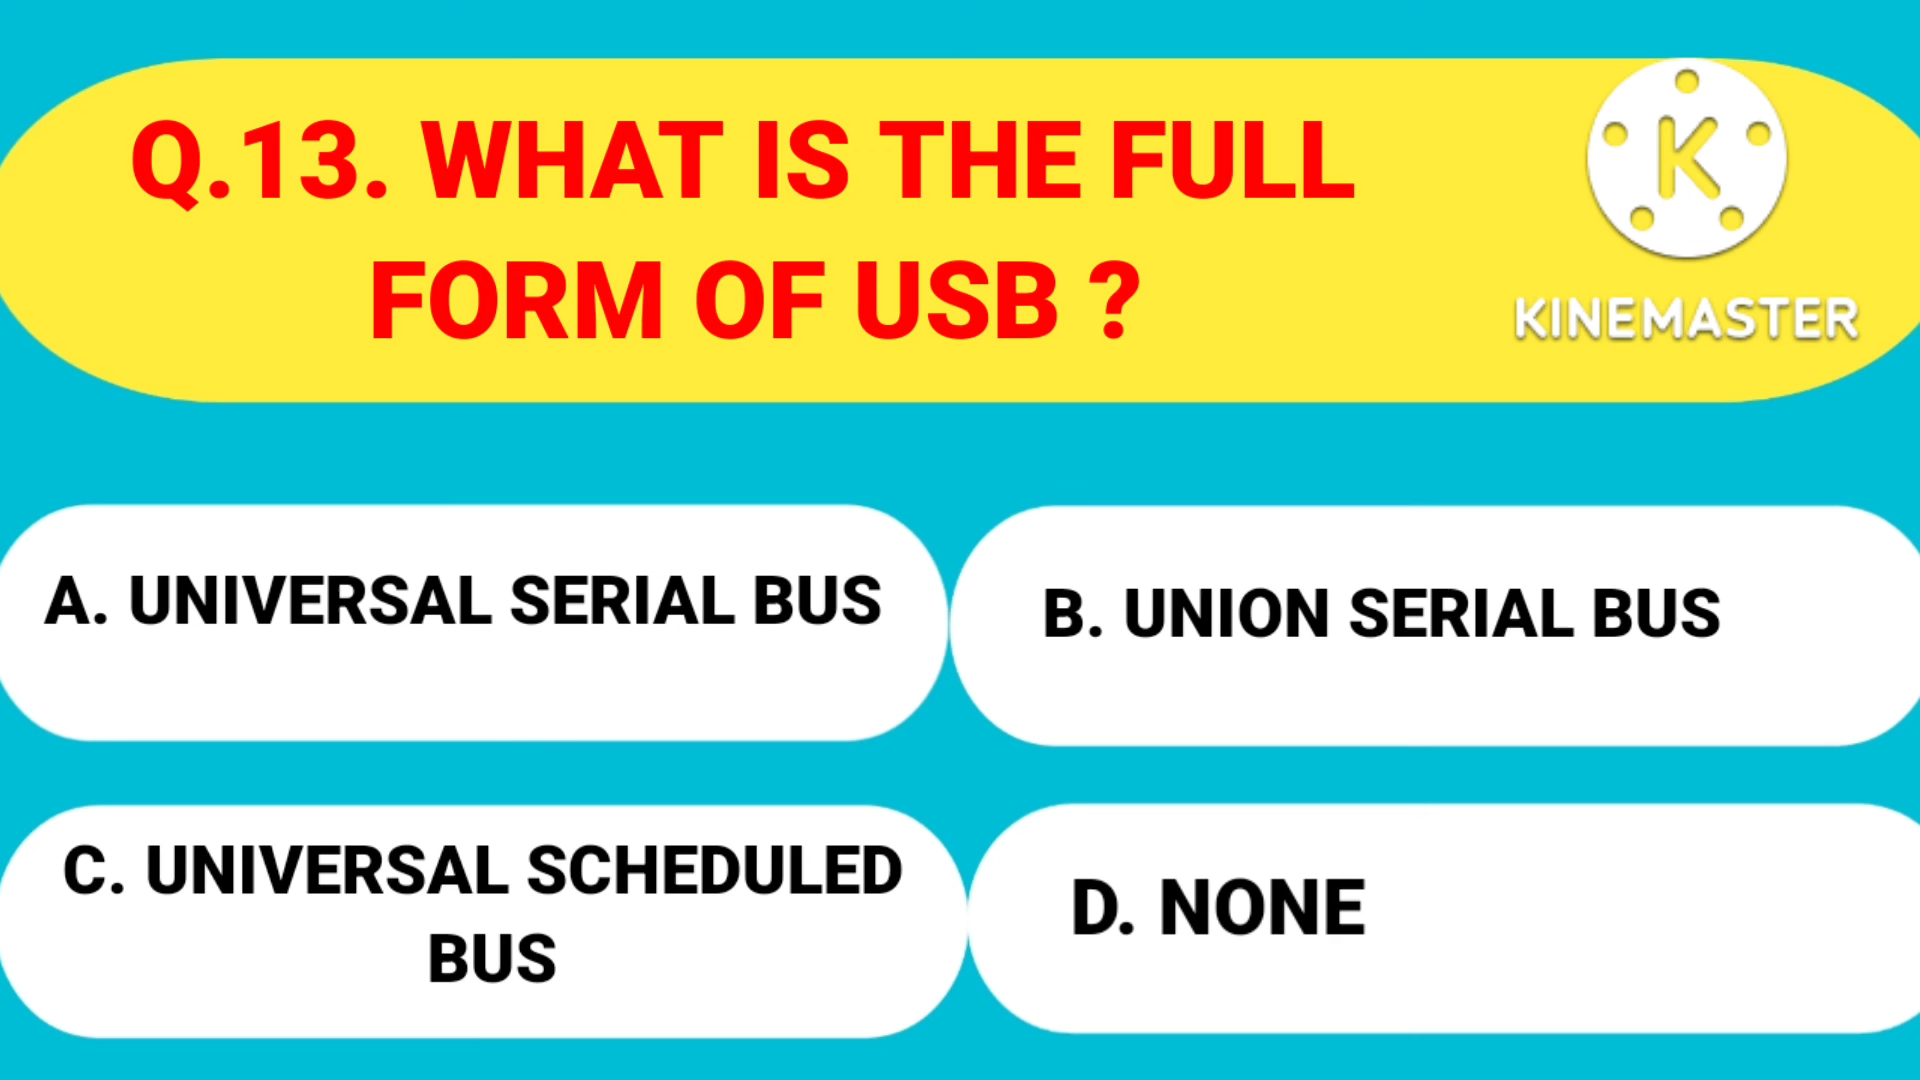 Q.13. WHAT IS THE FULL
FORM OF USB ?
K
KINEMASTER
A. UNIVERSAL SERIAL BUS
B. UNION SERIAL BUS
C. UNIVERSAL SCHEDULED
BUS
D. NONE